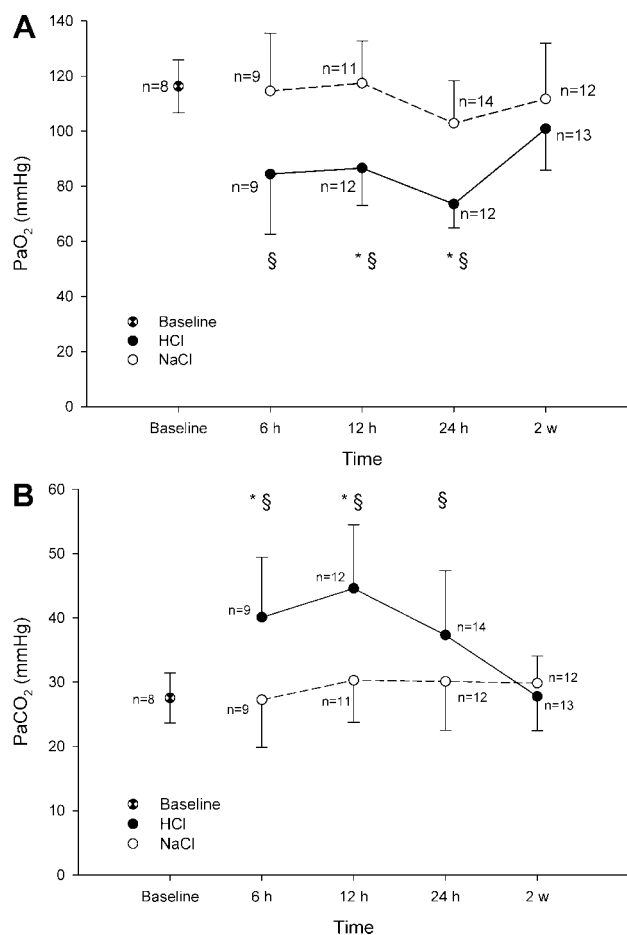 A
140
120
100
80
60
40
20
0
PaO2 (mmHg)
n=8
n=9
n=11
n=14
n=12
n=9
n=12
n=12
n=13
§
* §
* §
Baseline
HCl
NaCl
Baseline 6 h 12 h 24 h 2 w
Time
B
60
50
40
30
20
10
0
PaCO2 (mmHg)
* §
* §
§
n=8
n=9
n=12
n=14
n=12
n=9
n=11
n=12
n=13
Baseline
HCl
NaCl
Baseline 6 h 12 h 24 h 2 w
Time